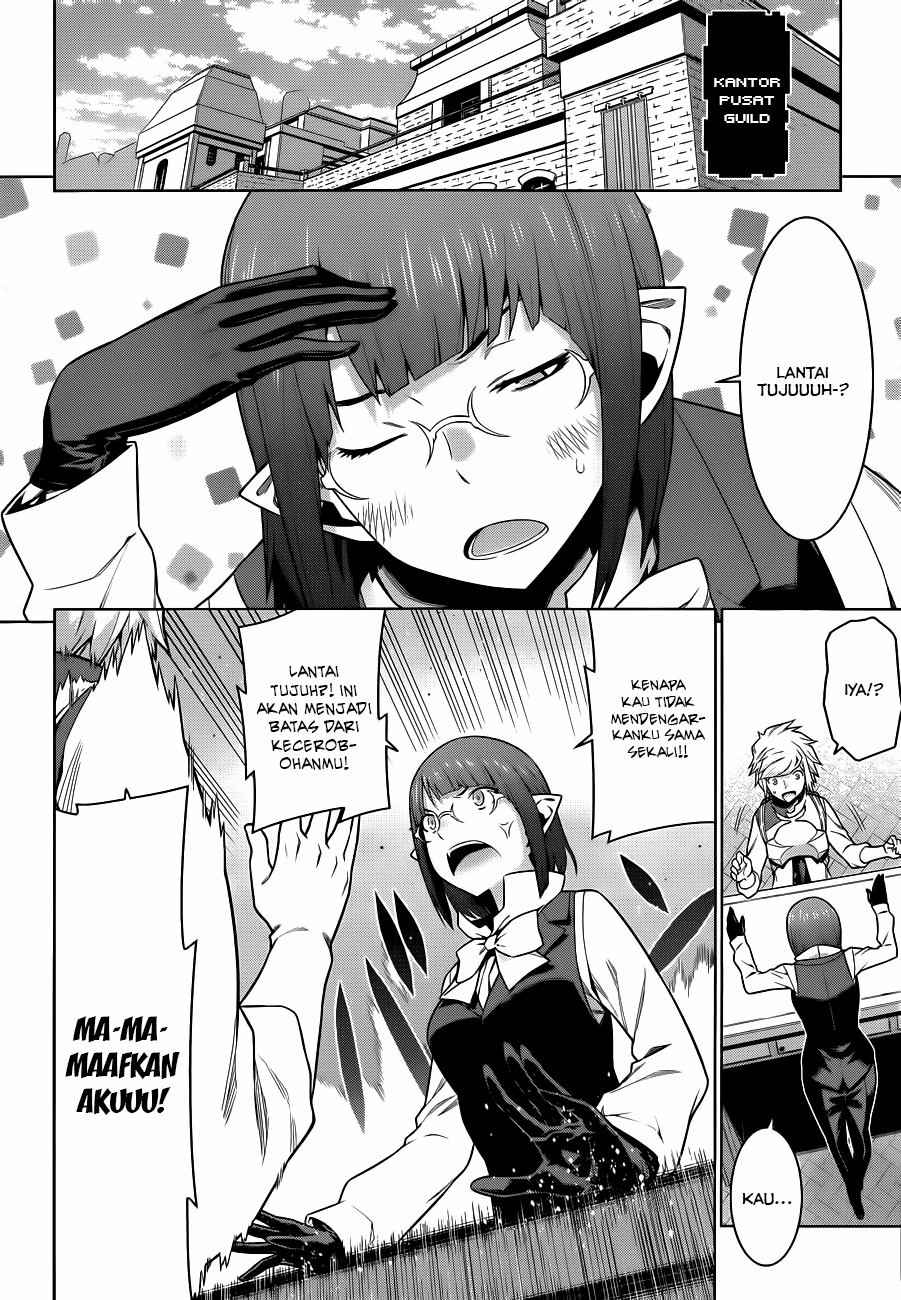 KANTOR
PUSAT
GUILD
LANTAI
TUJUUUH-?
IYA!?
KAU...
KENAPA
KAU TIDAK
MENDENGAR-
KANKU SAMA
SEKALI!!
LANTAI
TUJUH?! INI
AKAN MENJADI
BATAS DARI
KECEROB-
OHANMU!
MA-MA-
MAAFKAN
AKUUU!